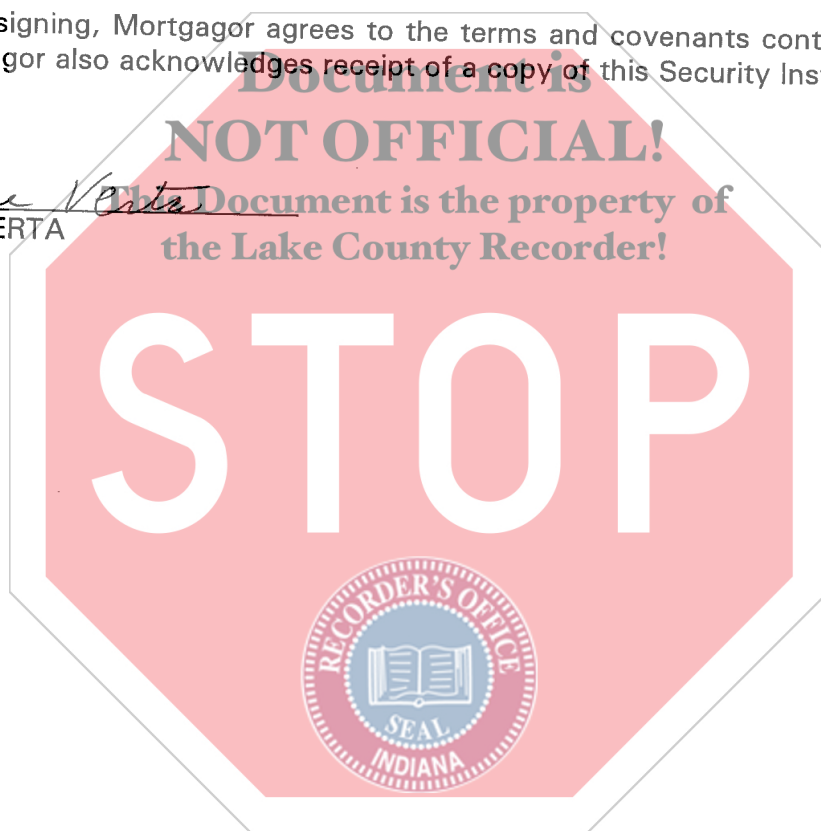 signing, Mortgagor agrees to the terms and covenants cont
gor also acknowledges receipt of a copy of this Security Ins
Document is
NOT OFFICIAL!
Verta
This Document is the property of
ERTA
the Lake County Recorder!
STOP
RECORDER'S OFFICE
SEAL
INDIANA